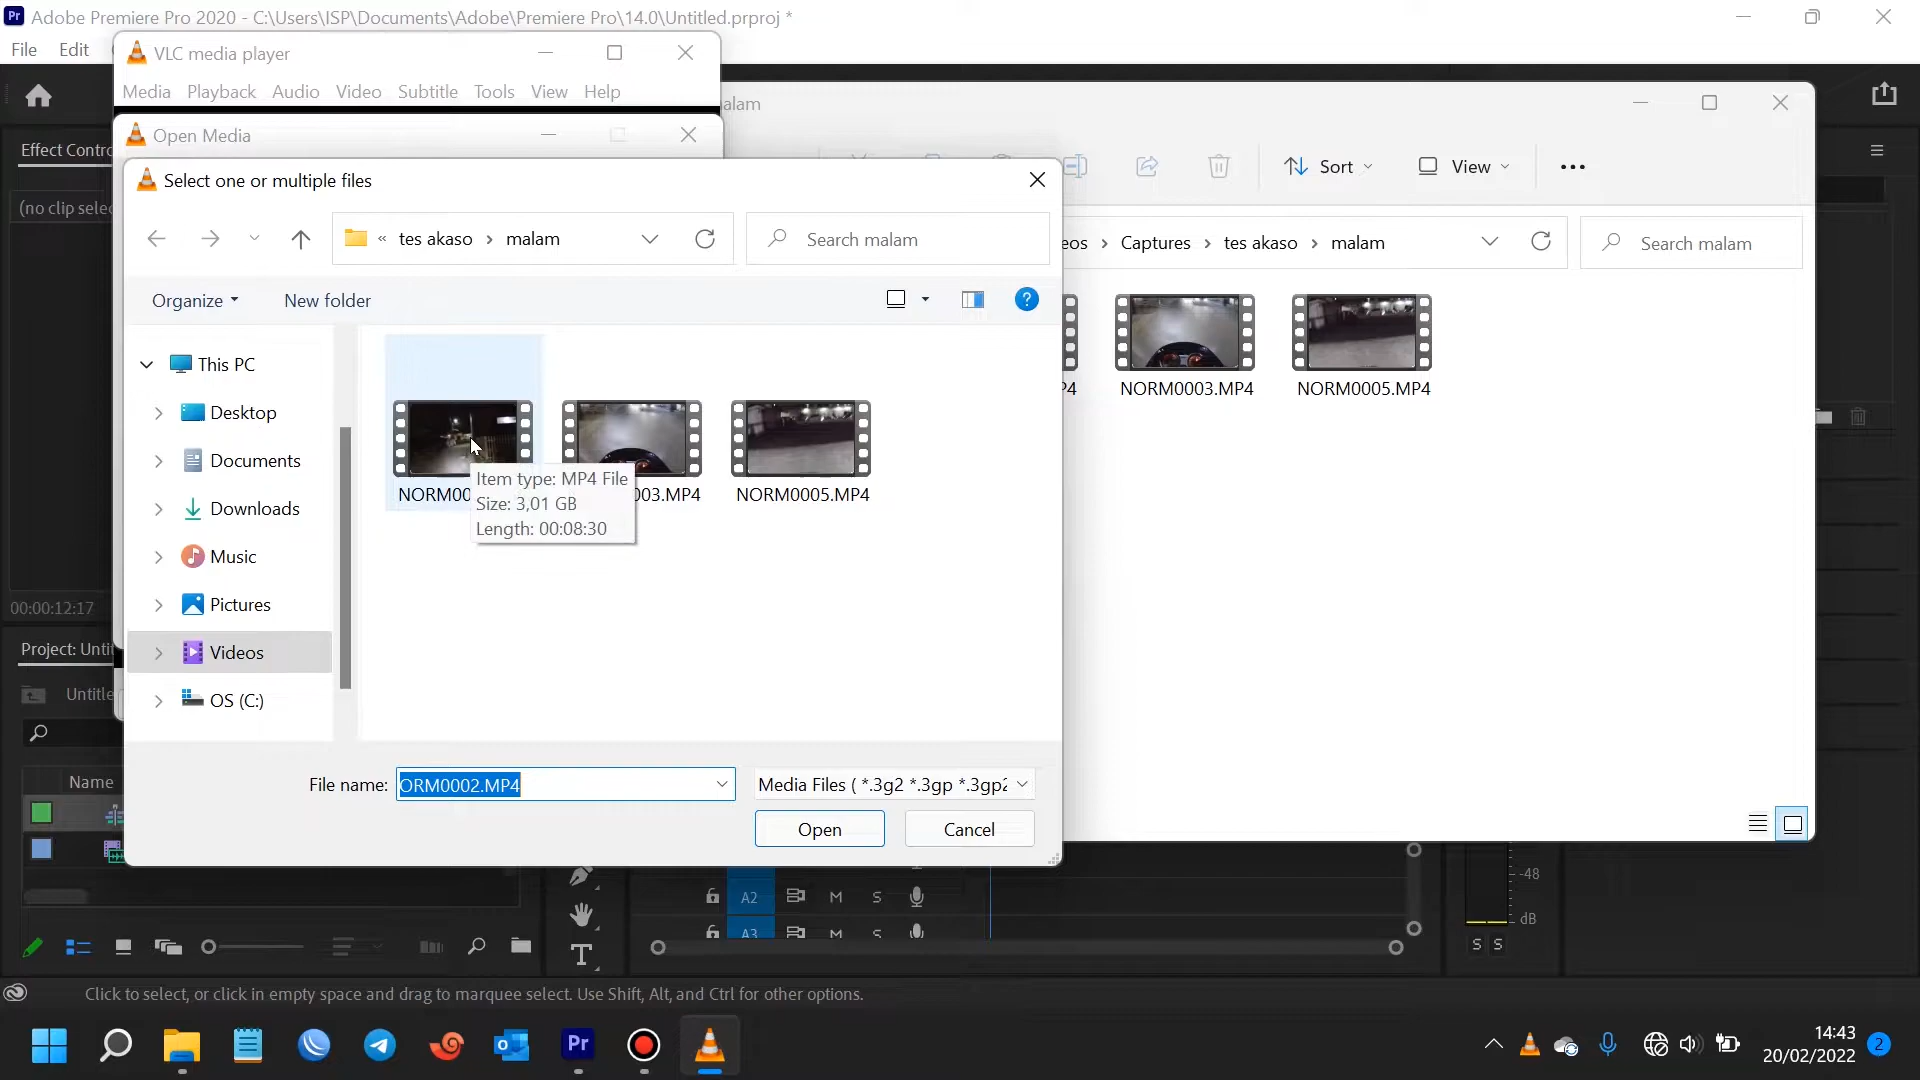 Adobe Premiere Pro 2020 - C:\Users\ISP\Documents\Adobe\Premiere Pro\14.0\Untitled.prproj *
File Edit
VLC media player
Media Playback Audio Video Subtitle Tools View Help
Open Media
Select one or multiple files
« tes akaso › malam
Search malam
Organize
New folder
This PC
Desktop
Documents
Downloads
Music
Pictures
Videos
OS (C:)
NORM00
003.MP4
NORM0005.MP4
Item type: MP4 File
Size: 3,01 GB
Length: 00:08:30
File name: ORM0002.MP4
Media Files ( *.3g2 *.3gp *.3gp2
Open
Cancel
alam
Sort
View
eos › Captures › tes akaso › malam
Search malam
P4
NORM0003.MP4
NORM0005.MP4
Effect Contro
(no clip selec
00:00:12:17
Project: Untit
Untitle
Name
A2 M S
A3 M S
-48
dB
S S
Click to select, or click in empty space and drag to marquee select. Use Shift, Alt, and Ctrl for other options.
14:43
20/02/2022
2